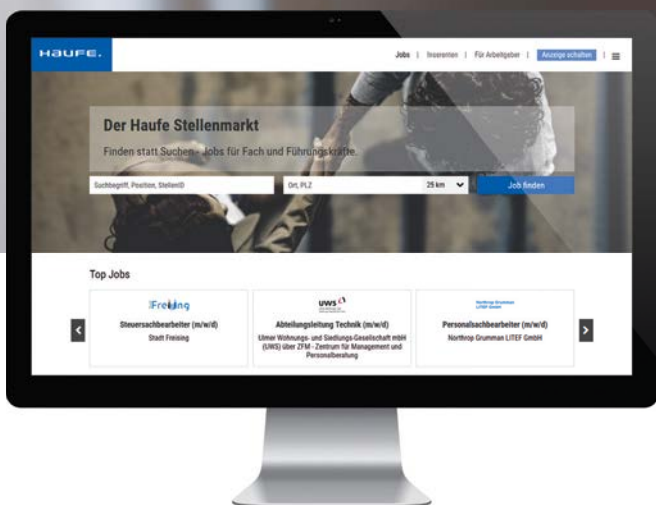 HAUFE.
Jobs | Inserenten | Für Arbeitgeber | Anzeige schalten |
Der Haufe Stellenmarkt
Finden statt Suchen - Jobs für Fach und Führungskräfte.
Suchbegriff, Position, StellenID
Ort, PLZ
25 km
Job finden
Top Jobs
Freising
Steuersachbearbeiter (m/w/d)
Stadt Freising
UWS
Abteilungsleitung Technik (m/w/d)
Ulmer Wohnungs- und Siedlungs-Gesellschaft mbH
(UWS) über ZFM - Zentrum für Management und
Personalberatung
Northrop Grumman
LITEF GmbH
Personalsachbearbeiter (m/w/d)
Northrop Grumman LITEF GmbH